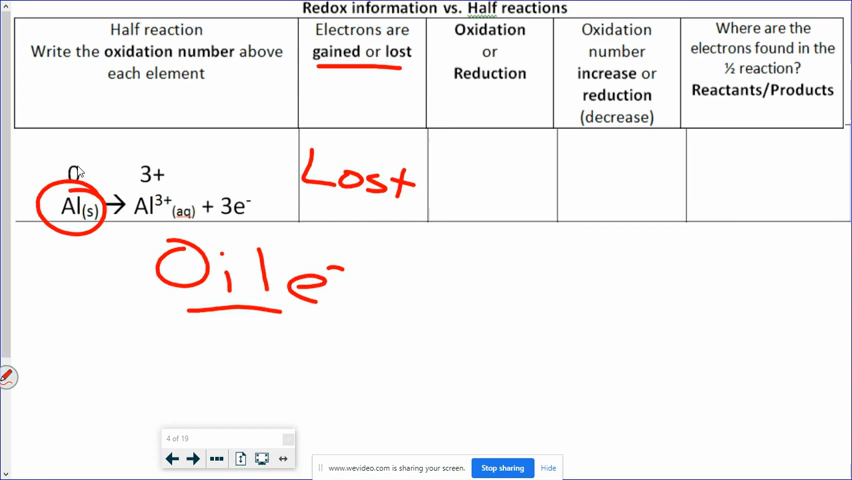 Redox information vs. Half reactions
Half reaction
Write the oxidation number above
each element
Electrons are
gained or lost
Oxidation
or
Reduction
Oxidation
number
increase or
reduction
(decrease)
Where are the
electrons found in the
½ reaction?
Reactants/Products
0 3+
Al(s) → Al³⁺(aq) + 3e⁻
Lost
Oil e⁻
4 of 19
www.wevideo.com is sharing your screen.
Stop sharing
Hide